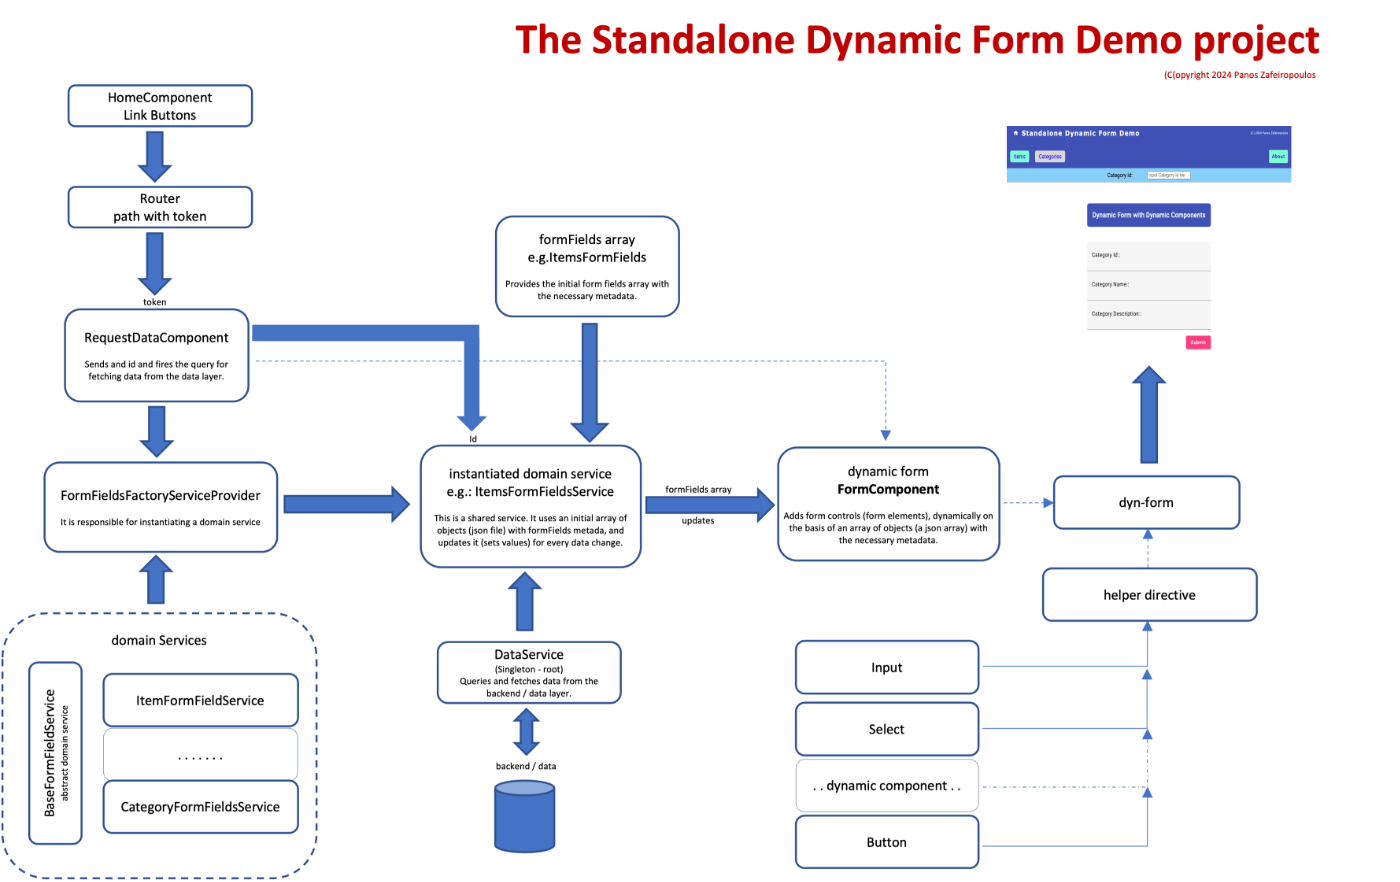 The Standalone Dynamic Form Demo project
(C(opyright 2024 Panos Zafeiropoulos
HomeComponent
Link Buttons
Router
path with token
token
RequestDataComponent
Sends and id and fires the query for
fetching data from the data layer.
formFields array
e.g.ItemsFormFields
Provides the initial form fields array with
the necessary metadata.
Standalone Dynamic Form Demo
(C) 2024 Panos Zafeiropoulos
Items
Categories
About
Category Id:
Input Category Id he
Dynamic Form with Dynamic Components
Category Id:
Category Name:
Category Description:
Submit
Id
FormFieldsFactoryServiceProvider
It is responsible for instantiating a domain service
instantiated domain service
e.g.: ItemsFormFieldsService
This is a shared service. It uses an initial array of
objects (json file) with formFields metada, and
updates it (sets values) for every data change.
formFields array
updates
dynamic form
FormComponent
Adds form controls (form elements), dynamically on
the basis of an array of objects (a json array) with
the necessary metadata.
dyn-form
helper directive
domain Services
BaseFormFieldService
abstract domain service
ItemFormFieldService
. . . . . . .
CategoryFormFieldsService
DataService
(Singleton - root)
Queries and fetches data from the
backend / data layer.
backend / data
Input
Select
. . dynamic component . .
Button